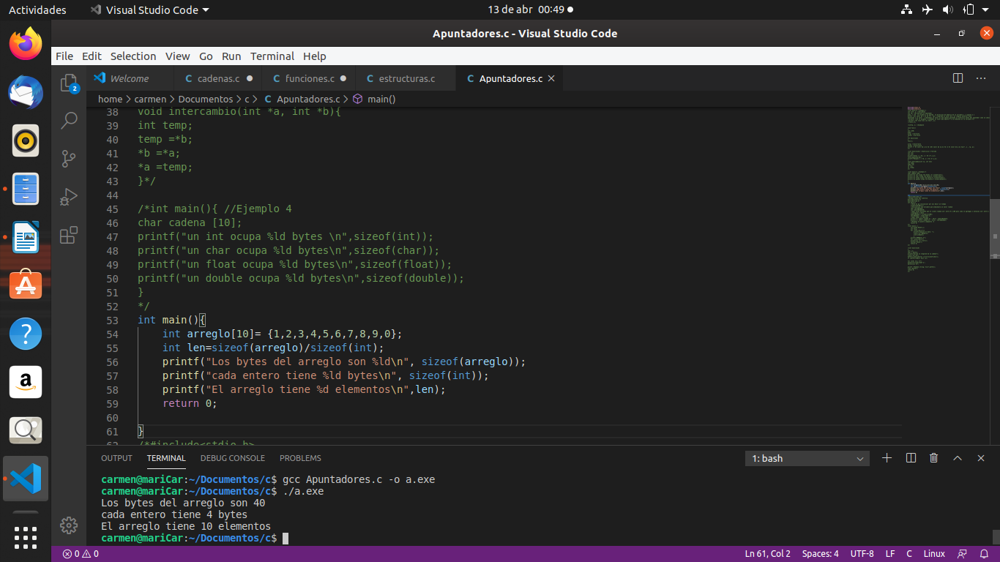 Actividades Visual Studio Code 13 de abr 00:49
Apuntadores.c - Visual Studio Code
File Edit Selection View Go Run Terminal Help
Welcome cadenas.c funciones.c estructuras.c Apuntadores.c
home > carmen > Documentos > c > C Apuntadores.c > main()
2
38 void intercambio(int *a, int *b){
39 int temp;
40 temp =*b;
41 *b =*a;
42 *a =temp;
43 }*/
44
45 /*int main(){ //Ejemplo 4
46 char cadena [10];
47 printf("un int ocupa %ld bytes \n",sizeof(int));
48 printf("un char ocupa %ld bytes\n",sizeof(char));
49 printf("un float ocupa %ld bytes\n",sizeof(float));
50 printf("un double ocupa %ld bytes\n",sizeof(double));
51 }
52 */
53 int main(){
54 int arreglo[10]= {1,2,3,4,5,6,7,8,9,0};
55 int len=sizeof(arreglo)/sizeof(int);
56 printf("Los bytes del arreglo son %ld\n", sizeof(arreglo));
57 printf("cada entero tiene %ld bytes\n", sizeof(int));
58 printf("El arreglo tiene %d elementos\n",len);
59 return 0;
60
61 }
62 /*#include<stdio.h>
OUTPUT TERMINAL DEBUG CONSOLE PROBLEMS 1: bash
carmen@mariCar:~/Documentos/c$ gcc Apuntadores.c -o a.exe
carmen@mariCar:~/Documentos/c$ ./a.exe
Los bytes del arreglo son 40
cada entero tiene 4 bytes
El arreglo tiene 10 elementos
carmen@mariCar:~/Documentos/c$
0 0 Ln 61, Col 2 Spaces: 4 UTF-8 LF C Linux